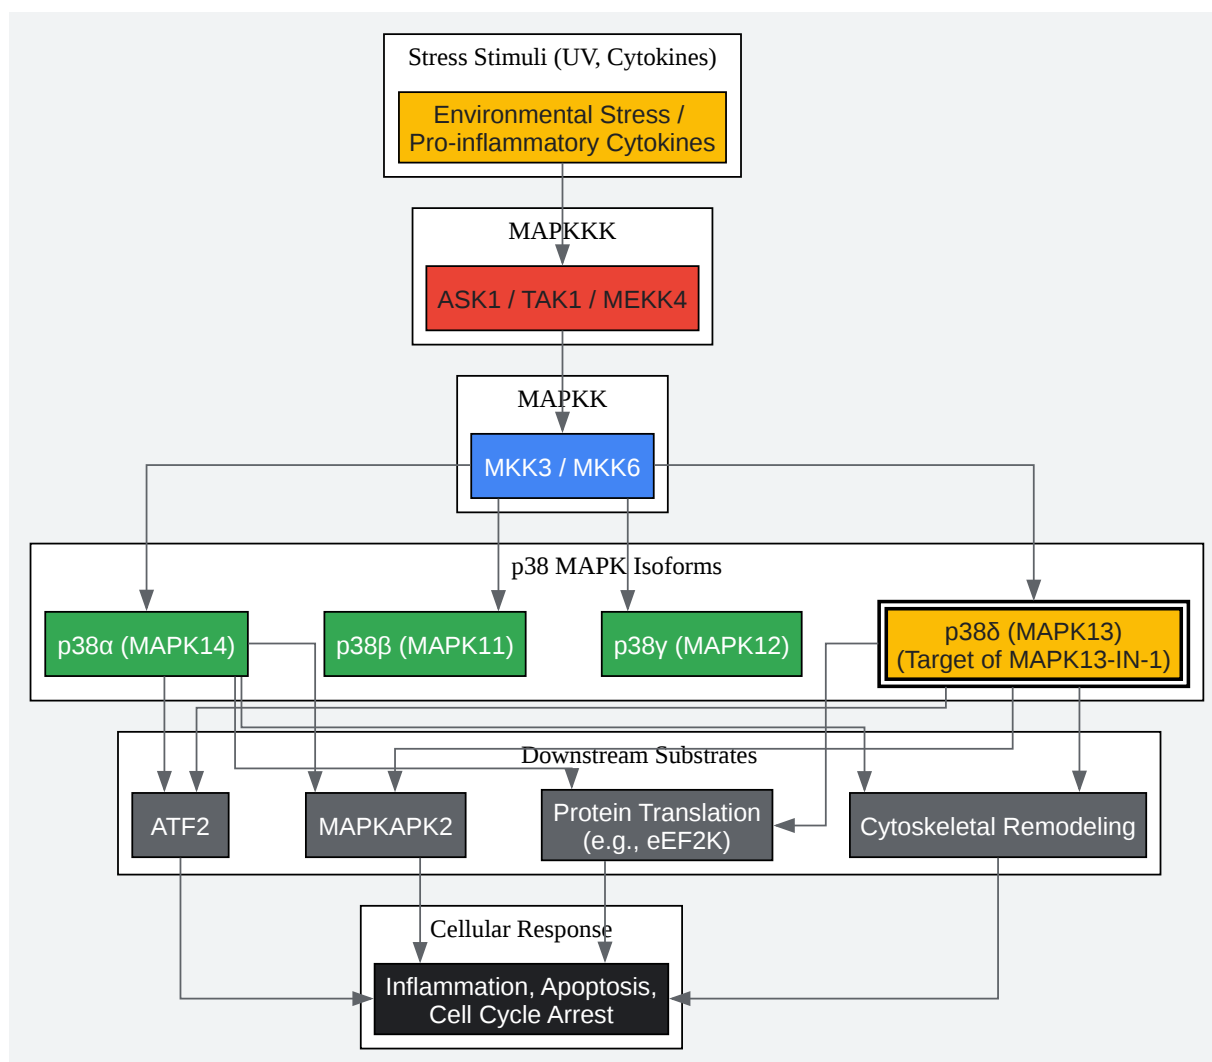 Stress Stimuli (UV, Cytokines)
Environmental Stress /
Pro-inflammatory Cytokines
MAPKKK
ASK1 / TAK1 / MEKK4
MAPKK
MKK3 / MKK6
p38 MAPK Isoforms
p38α (MAPK14)
p38β (MAPK11)
p38γ (MAPK12)
p38δ (MAPK13)
(Target of MAPK13-IN-1)
Downstream Substrates
ATF2
MAPKAPK2
Protein Translation
(e.g., eEF2K)
Cytoskeletal Remodeling
Cellular Response
Inflammation, Apoptosis,
Cell Cycle Arrest